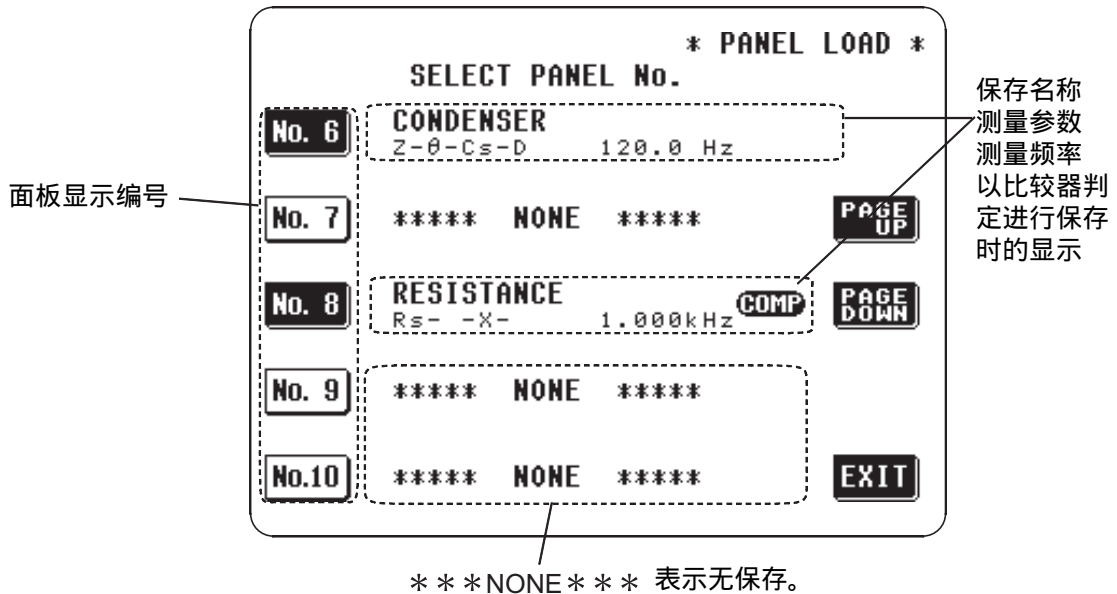 * PANEL LOAD *
SELECT PANEL No.
No. 6
CONDENSER
Z-θ-Cs-D 120.0 Hz
No. 7
***** NONE *****
PAGE
UP
No. 8
RESISTANCE
Rs- -X- 1.000kHz
COMP
PAGE
DOWN
No. 9
***** NONE *****
No.10
***** NONE *****
EXIT
面板显示编号
保存名称
测量参数
测量频率
以比较器判
定进行保存
时的显示
＊＊＊NONE＊＊＊ 表示无保存。